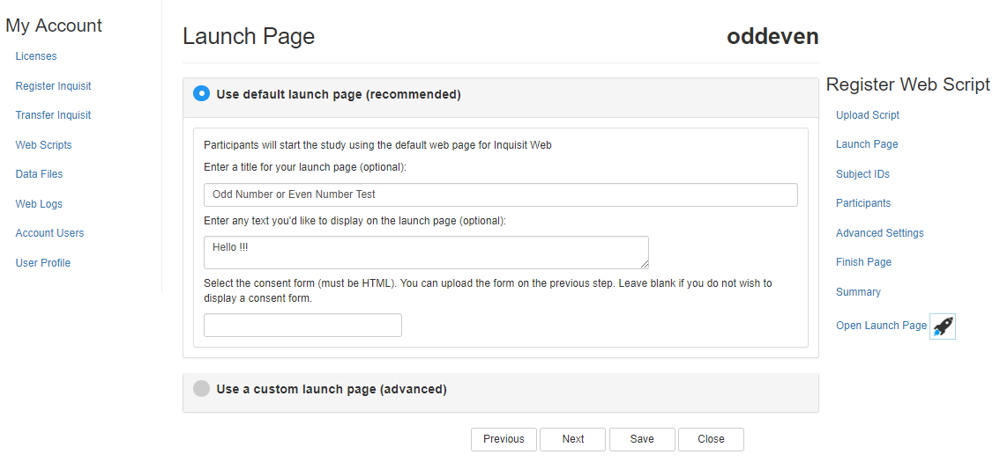 My Account
Licenses
Register Inquisit
Transfer Inquisit
Web Scripts
Data Files
Web Logs
Account Users
User Profile
Launch Page
oddeven
Use default launch page (recommended)
Participants will start the study using the default web page for Inquisit Web
Enter a title for your launch page (optional):
Odd Number or Even Number Test
Enter any text you'd like to display on the launch page (optional):
Hello !!!
Select the consent form (must be HTML). You can upload the form on the previous step. Leave blank if you do not wish to
display a consent form.
Use a custom launch page (advanced)
Previous
Next
Save
Close
Register Web Script
Upload Script
Launch Page
Subject IDs
Participants
Advanced Settings
Finish Page
Summary
Open Launch Page